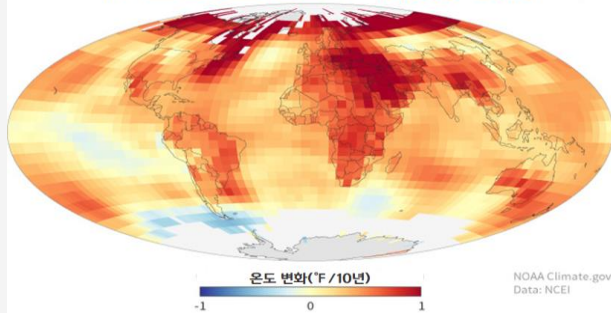 온도 변화(°F /10년)
-1 0 1
NOAA Climate.gov
Data: NCEI